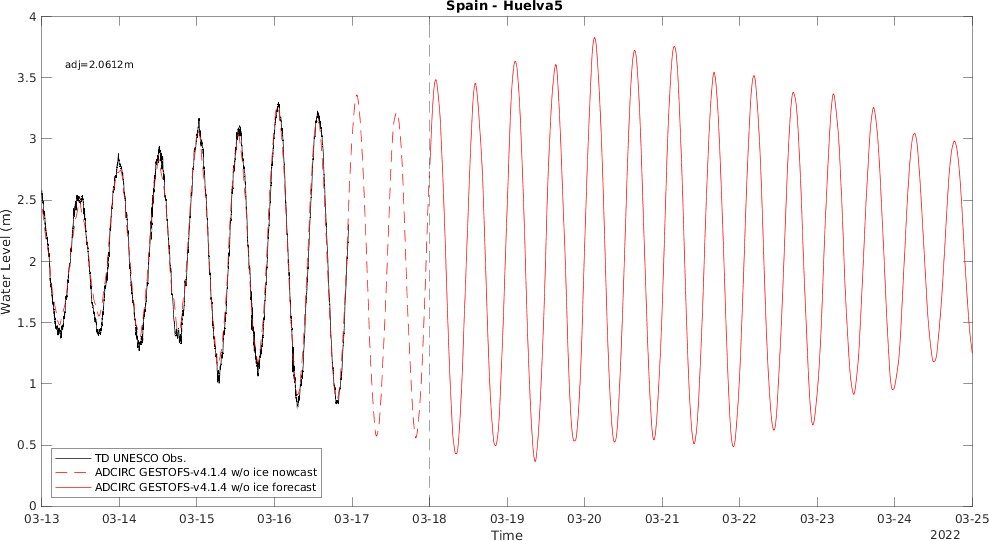 Spain - Huelva5
adj=2.0612m
4
3.5
3
2.5
2
1.5
1
0.5
0
Water Level (m)
TD UNESCO Obs.
ADCIRC GESTOFS-v4.1.4 w/o ice nowcast
ADCIRC GESTOFS-v4.1.4 w/o ice forecast
03-13 03-14 03-15 03-16 03-17 03-18 03-19 03-20 03-21 03-22 03-23 03-24 03-25
Time
2022